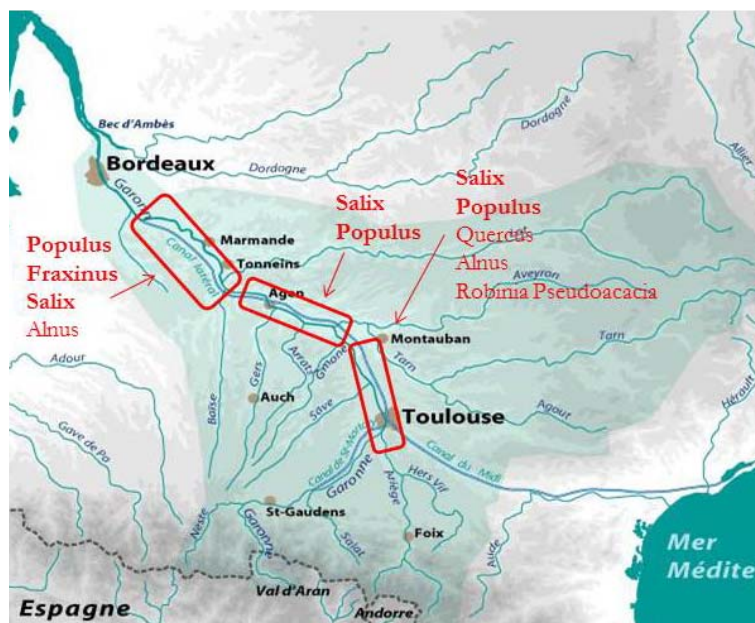 Bec d'Ambès
Bordeaux
Dordogne
Dordogne
Allier
Garonne
Salix
Populus
Salix
Populus
Quercus
Alnus
Robinia Pseudoacacia
Populus
Fraxinus
Salix
Alnus
Marmande
Tonneins
Canal latéral
Lot
Aveyron
Agen
Montauban
Tarn
Tarn
Adour
Baïse
Gers
Arrats
Gimone
Auch
Save
Agout
Hérault
Toulouse
Gave de Pa
Canal de St-Martory
Garonne
Canal du Midi
Ariège
Hers Vif
St-Gaudens
Neste
Garonne
Salat
Foix
Aude
Mer
Médite
Val d'Aran
Espagne
Andorre